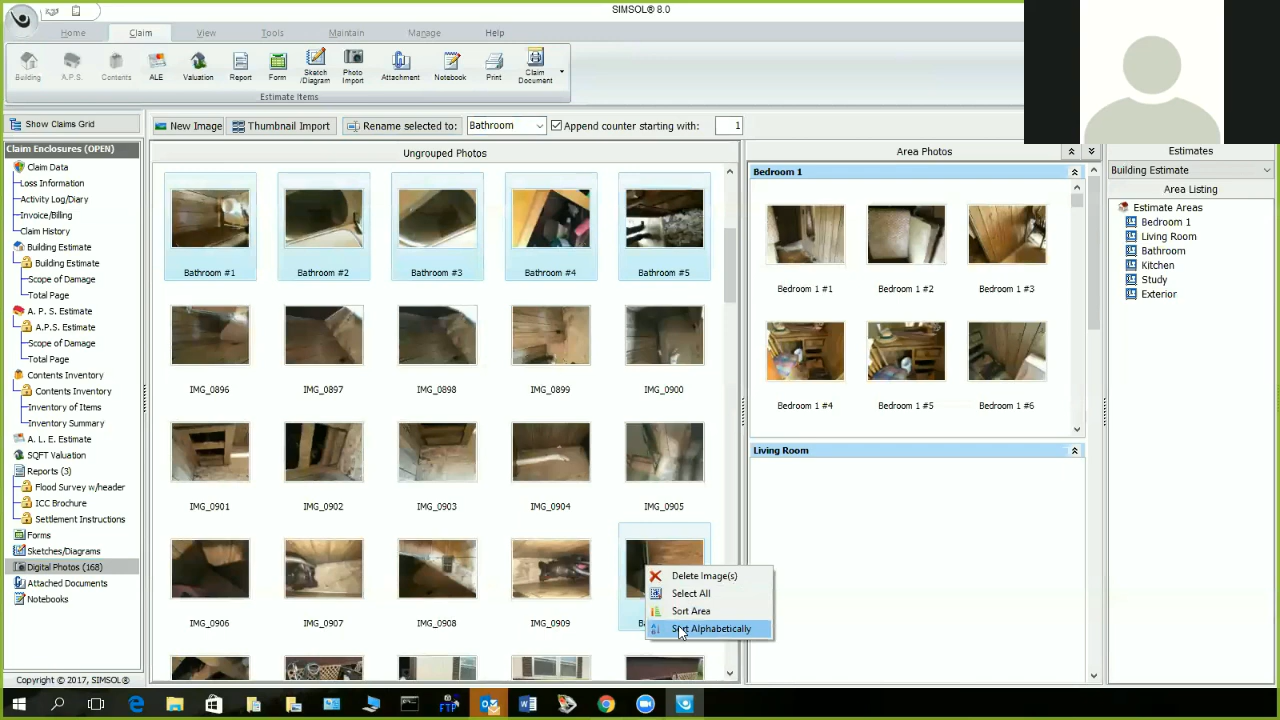 SIMSOL® 8.0
Home Claim View Tools Maintain Manage Help
Building A.P.S. Contents ALE Valuation Report Form Sketch /Diagram Photo Import Attachment Notebook Print Claim Document
Estimate Items
Show Claims Grid
New Image Thumbnail Import Rename selected to: Bathroom Append counter starting with: 1
Claim Enclosures (OPEN)
Claim Data
Loss Information
Activity Log/Diary
Invoice/Billing
Claim History
Building Estimate
Building Estimate
Scope of Damage
Total Page
A. P. S. Estimate
A.P.S. Estimate
Scope of Damage
Total Page
Contents Inventory
Contents Inventory
Inventory of Items
Inventory Summary
A. L. E. Estimate
SQFT Valuation
Reports (3)
Flood Survey w/header
ICC Brochure
Settlement Instructions
Forms
Sketches/Diagrams
Digital Photos (168)
Attached Documents
Notebooks
Copyright © 2017, SIMSOL®
Ungrouped Photos
Bathroom #1 Bathroom #2 Bathroom #3 Bathroom #4 Bathroom #5
IMG_0896 IMG_0897 IMG_0898 IMG_0899 IMG_0900
IMG_0901 IMG_0902 IMG_0903 IMG_0904 IMG_0905
IMG_0906 IMG_0907 IMG_0908 IMG_0909
Delete Image(s)
Select All
Sort Area
Sort Alphabetically
Area Photos
Bedroom 1
Bedroom 1 #1 Bedroom 1 #2 Bedroom 1 #3
Bedroom 1 #4 Bedroom 1 #5 Bedroom 1 #6
Living Room
Estimates
Building Estimate
Area Listing
Estimate Areas
Bedroom 1
Living Room
Bathroom
Kitchen
Study
Exterior
FTP